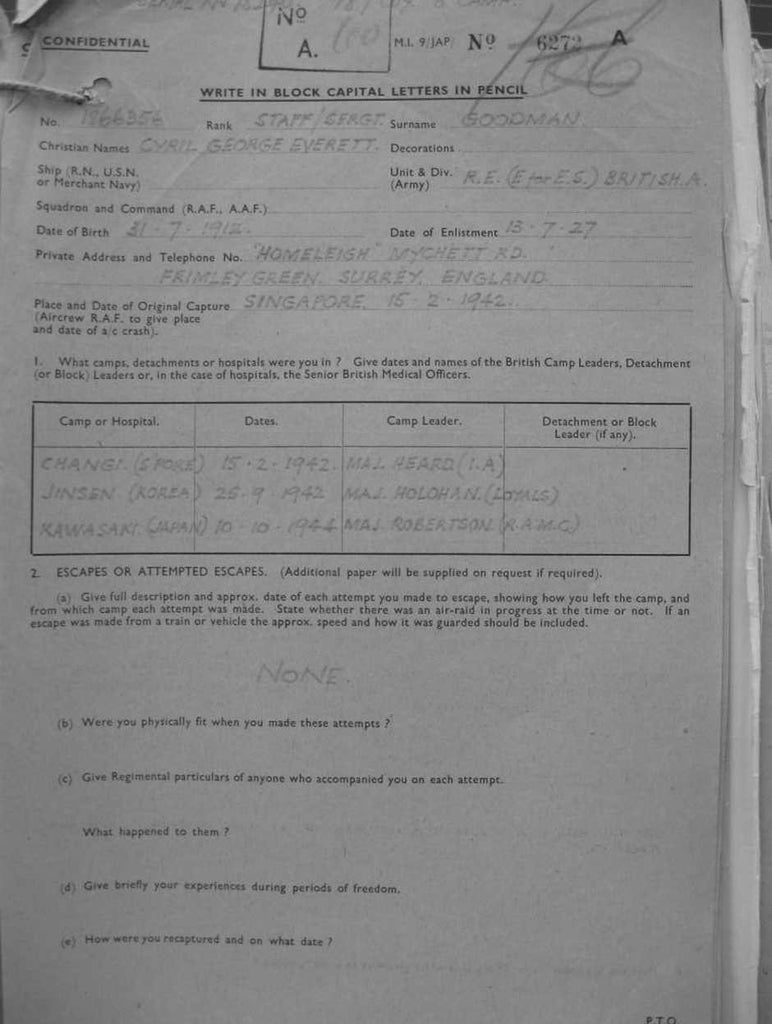 Nº
A. 100
CONFIDENTIAL
M.I. 9/JAP Nº 6272 A
WRITE IN BLOCK CAPITAL LETTERS IN PENCIL
No. 1866356 Rank STAFF/SERGT. Surname GOODMAN.
Christian Names CYRIL GEORGE EVERETT. Decorations
Ship (R.N., U.S.N. Unit & Div. R.E. (E for E.S.) BRITISH.A.
or Merchant Navy) (Army)
Squadron and Command (R.A.F., A.A.F.)
Date of Birth 31-7-1912. Date of Enlistment 13-7-27
Private Address and Telephone No. "HOMELEIGH" MYCHETT RD.
FRIMLEY GREEN. SURREY. ENGLAND.
Place and Date of Original Capture SINGAPORE. 15-2-1942.
(Aircrew R.A.F. to give place
and date of a/c crash).
1. What camps, detachments or hospitals were you in ? Give dates and names of the British Camp Leaders, Detachment
(or Block) Leaders or, in the case of hospitals, the Senior British Medical Officers.
Camp or Hospital. Dates. Camp Leader. Detachment or Block
Leader (if any).
CHANGI. (S'PORE) 15-2-1942. MAJ. HEARD (I.A)
JINSEN (KOREA) 26-9-1942 MAJ. HOLOHAN. (LOYALS)
KAWASAKI. (JAPAN) 10-10-1944 MAJ. ROBERTSON. (R.A.M.C.)
2. ESCAPES OR ATTEMPTED ESCAPES. (Additional paper will be supplied on request if required).
(a) Give full description and approx. date of each attempt you made to escape, showing how you left the camp, and
from which camp each attempt was made. State whether there was an air-raid in progress at the time or not. If an
escape was made from a train or vehicle the approx. speed and how it was guarded should be included.
NONE.
(b) Were you physically fit when you made these attempts ?
(c) Give Regimental particulars of anyone who accompanied you on each attempt.
What happened to them ?
(d) Give briefly your experiences during periods of freedom.
(e) How were you recaptured and on what date ?
P.T.O.